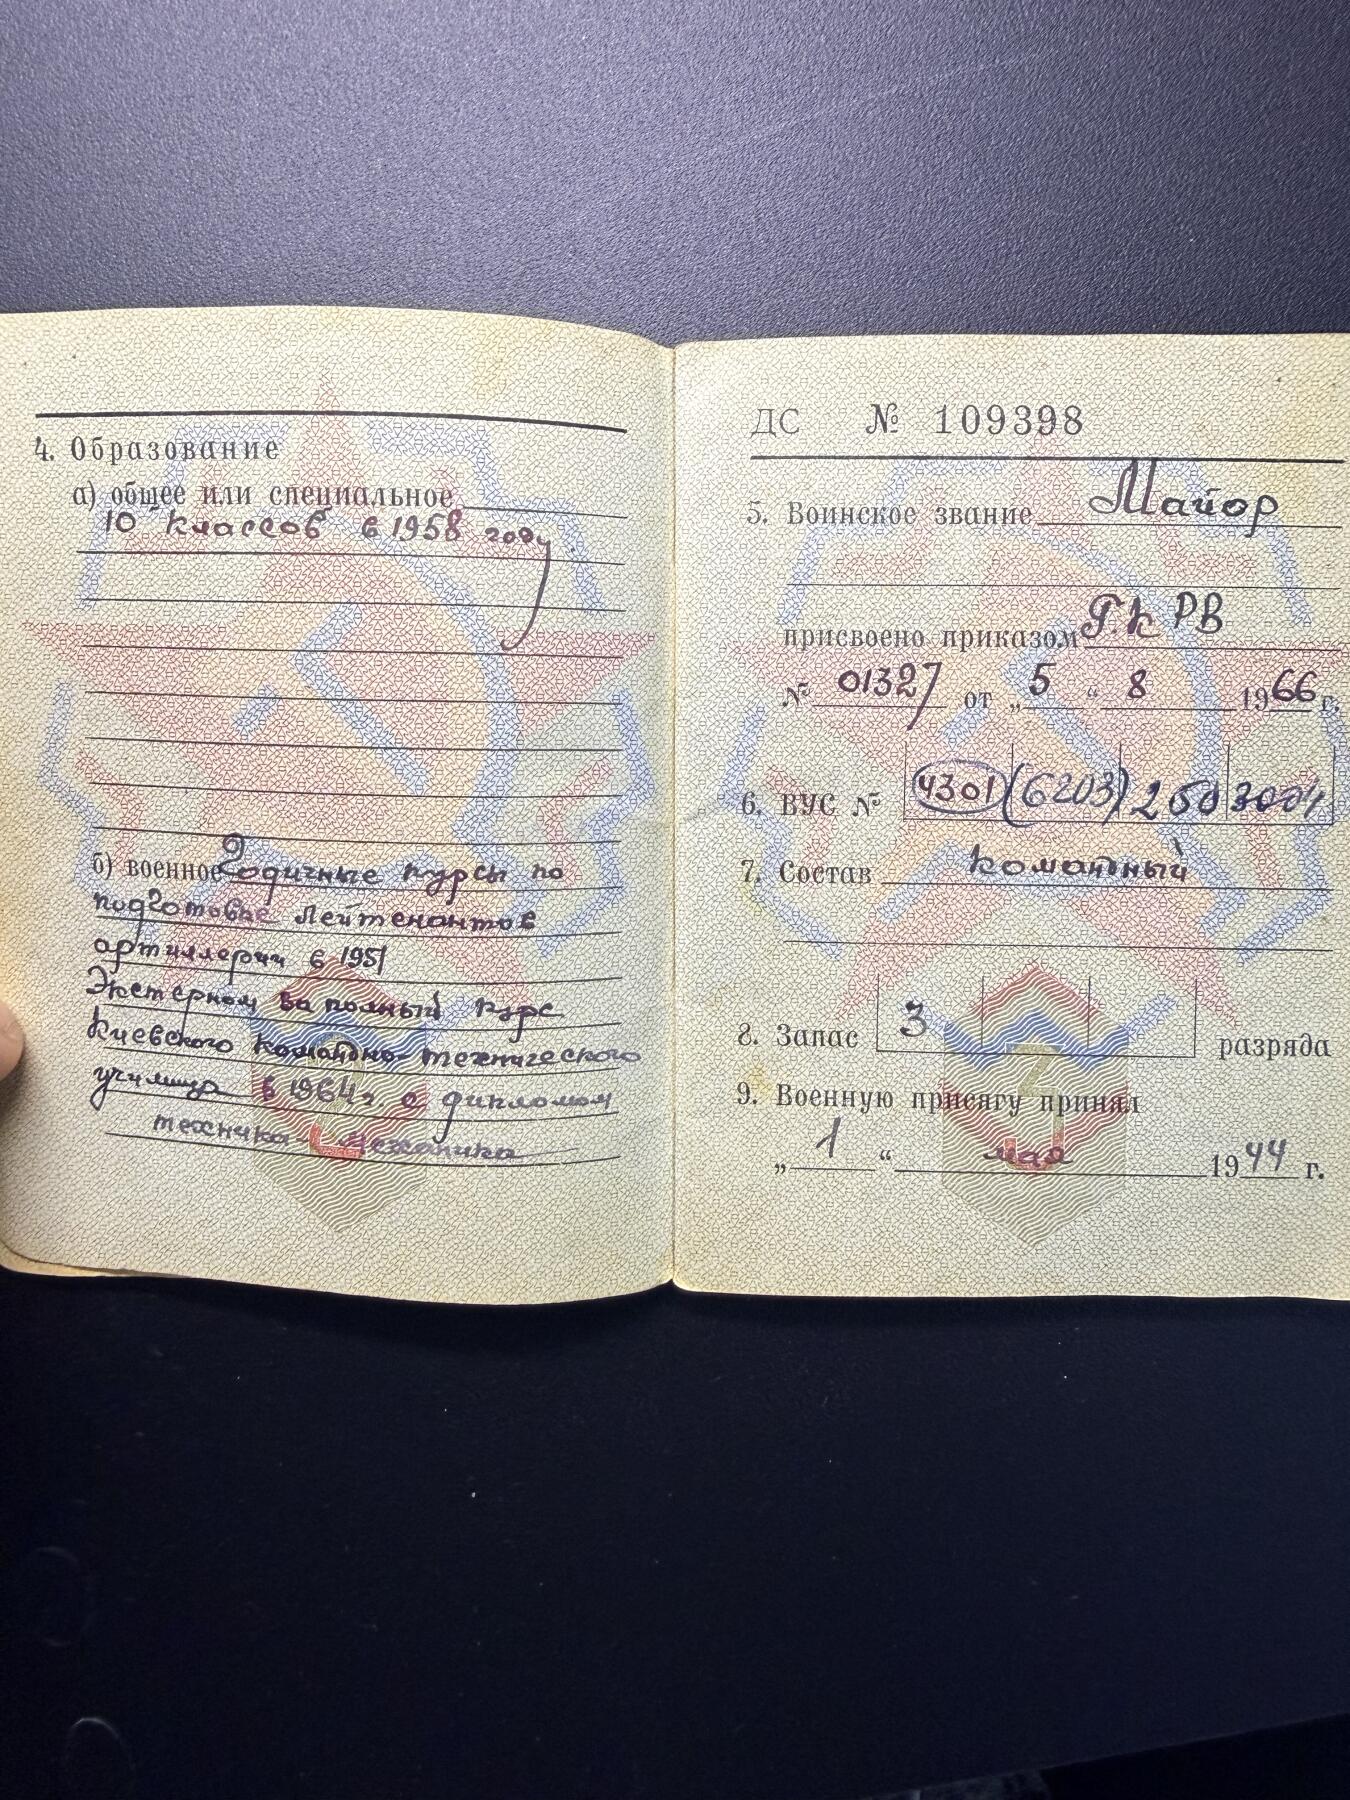 4. Образование
а) общее или специальное
10 классов в 1958 году.
б) военное Годичные курсы по
подготовке Лейтенантов
артиллерии в 1951
Экстерном за полный курс
Киевского командно-технического
училища в 1964 г. с дипломом
техника-механика
ДС № 109398
5. Воинское звание Майор
присвоено приказом Г.К РВ
№ 01327 от „5“ 8 1966 г.
6. ВУС № 4301 (6203) 250 3004
7. Состав командный
8. Запас 3 разряда
9. Военную присягу принял
„1“ мая 1944 г.